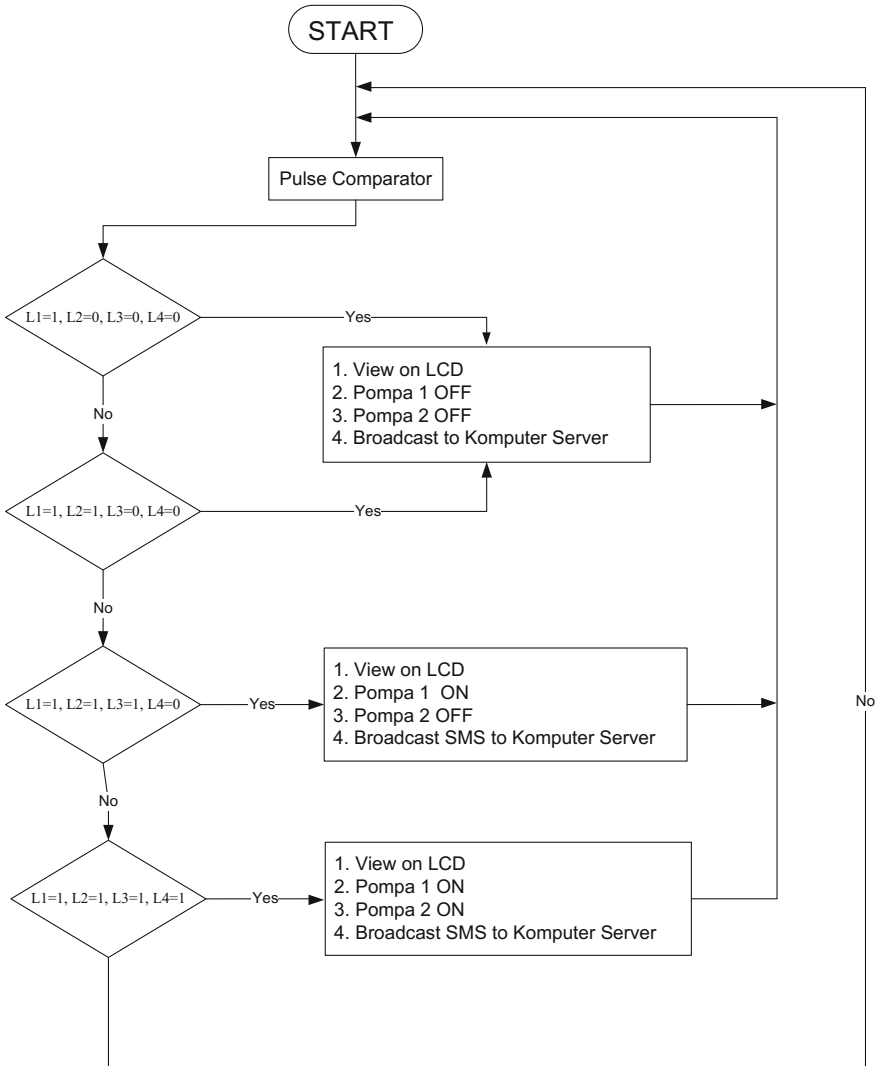 START
Pulse Comparator
L1=1, L2=0, L3=0, L4=0
Yes
1. View on LCD
2. Pompa 1 OFF
3. Pompa 2 OFF
4. Broadcast to Komputer Server
No
L1=1, L2=1, L3=0, L4=0
Yes
No
L1=1, L2=1, L3=1, L4=0
Yes
1. View on LCD
2. Pompa 1 ON
3. Pompa 2 OFF
4. Broadcast SMS to Komputer Server
No
No
L1=1, L2=1, L3=1, L4=1
Yes
1. View on LCD
2. Pompa 1 ON
3. Pompa 2 ON
4. Broadcast SMS to Komputer Server